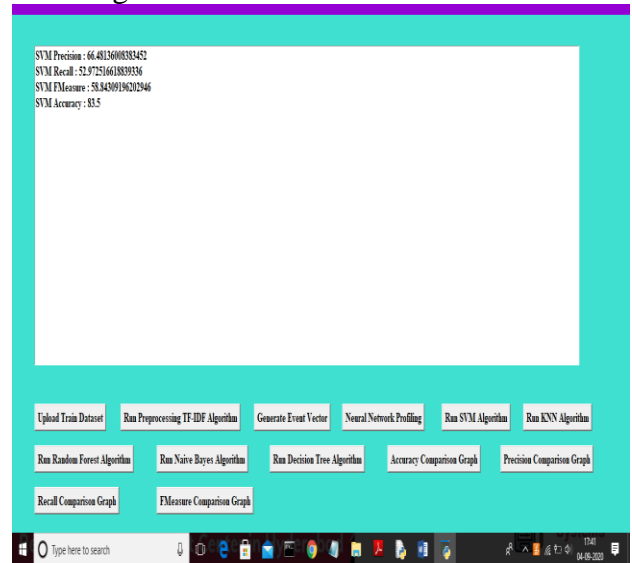 SVM Precision : 66.48136008383452
SVM Recall : 52.97251661883933​6
SVM FMeasure : 58.84309196202946
SVM Accuracy : 83.5
Upload Train Dataset
Run Preprocessing TF-IDF Algorithm
Generate Event Vector
Neural Network Profiling
Run SVM Algorithm
Run KNN Algorithm
Run Random Forest Algorithm
Run Naive Bayes Algorithm
Run Decision Tree Algorithm
Accuracy Comparison Graph
Precision Comparison Graph
Recall Comparison Graph
FMeasure Comparison Graph
Type here to search
17:41
04-09-2020